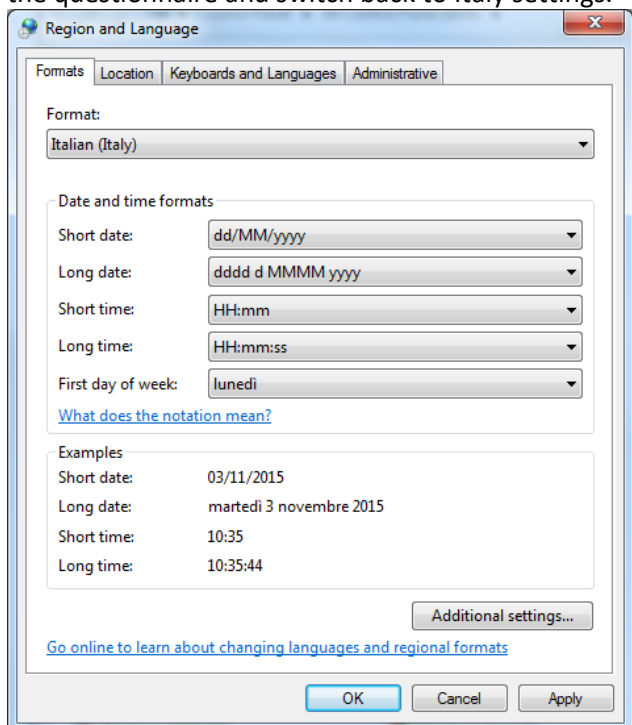 the questionnaire and switch back to Italy settings.
Region and Language
Formats Location Keyboards and Languages Administrative
Format:
Italian (Italy)
Date and time formats
Short date: dd/MM/yyyy
Long date: dddd d MMMM yyyy
Short time: HH:mm
Long time: HH:mm:ss
First day of week: lunedì
What does the notation mean?
Examples
Short date: 03/11/2015
Long date: martedì 3 novembre 2015
Short time: 10:35
Long time: 10:35:44
Additional settings...
Go online to learn about changing languages and regional formats
OK Cancel Apply